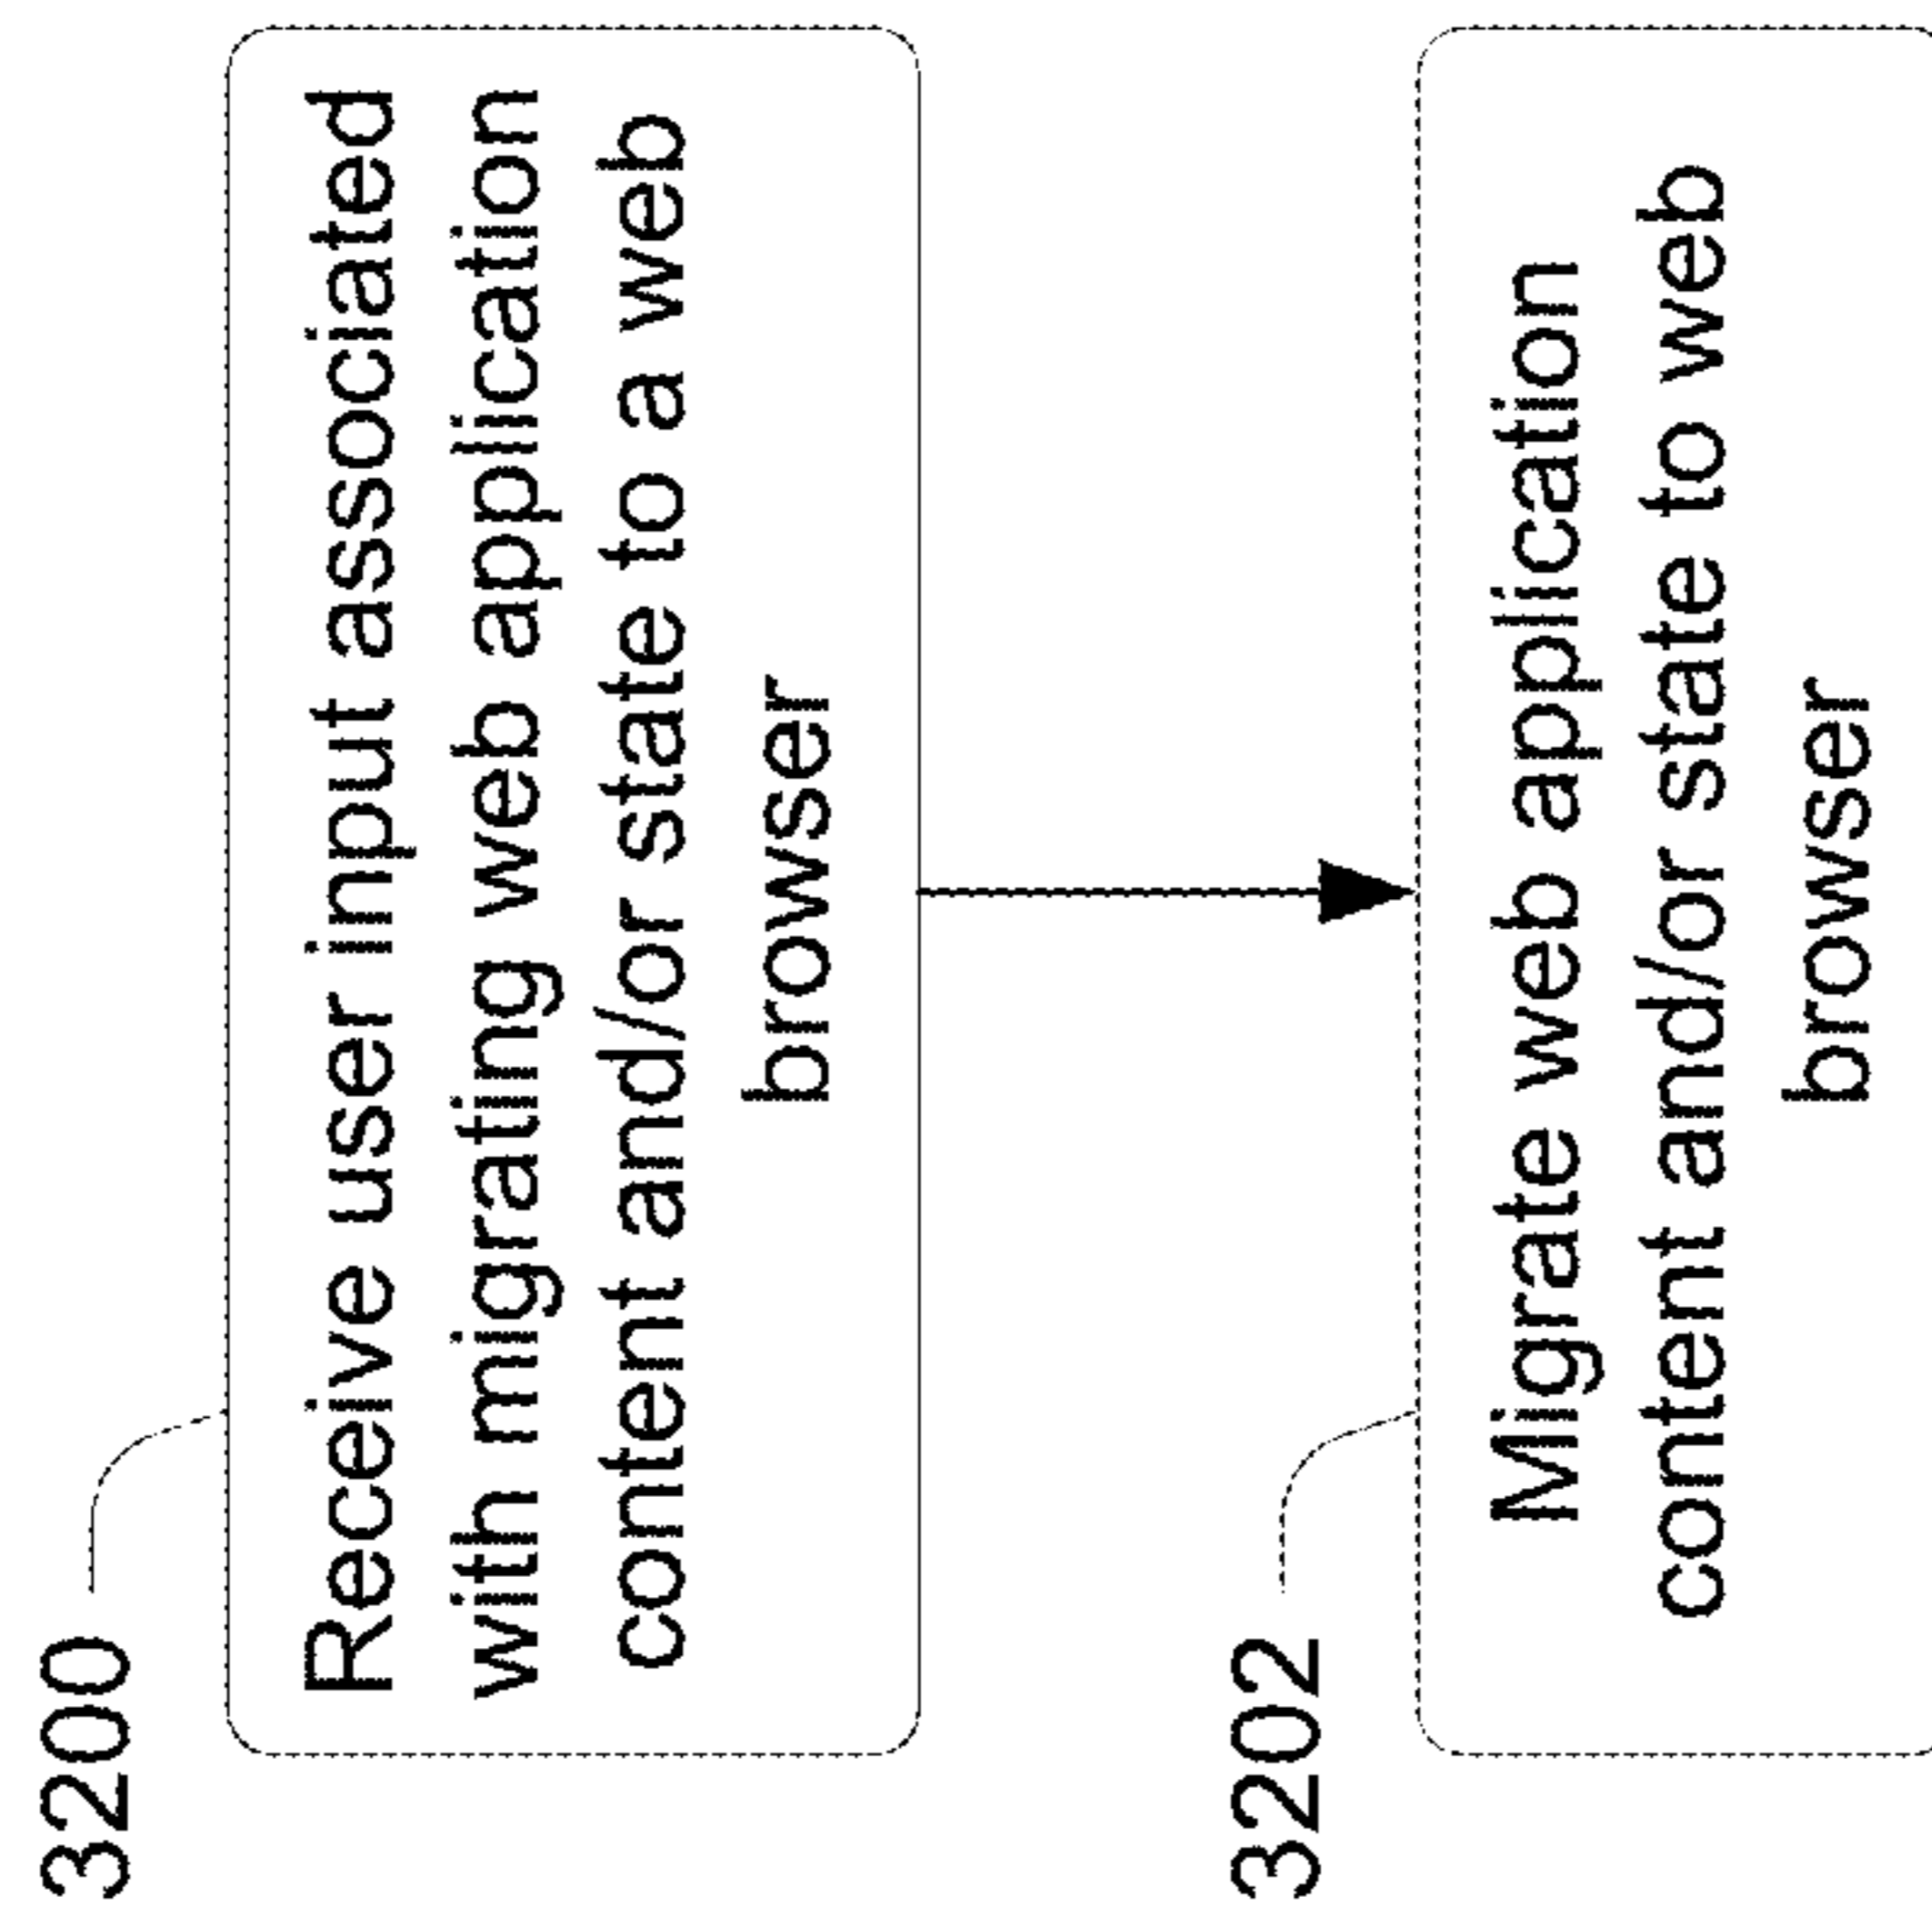 3200
Receive user input associated
with migrating web application
content and/or state to a web
browser
3202
Migrate web application
content and/or state to web
browser